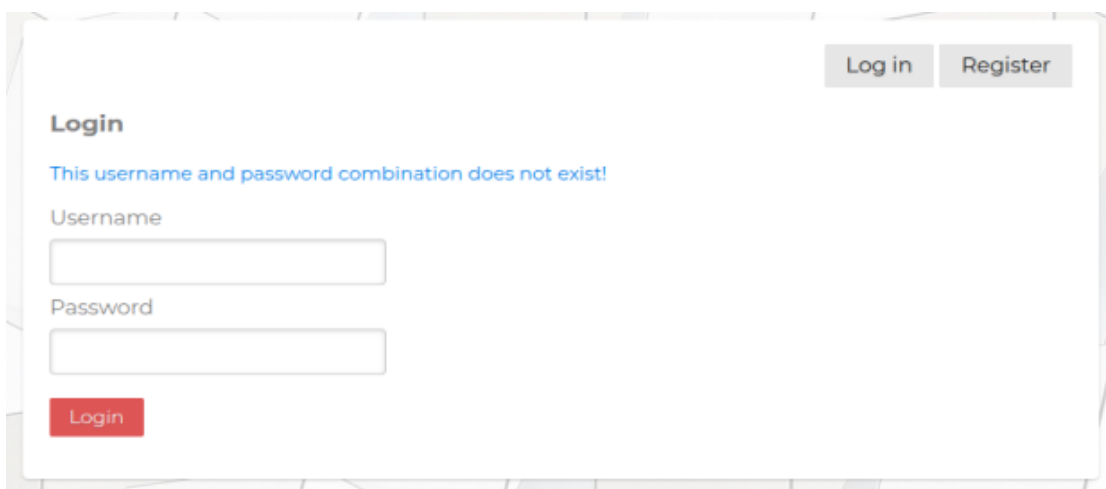 Log in Register
Login
This username and password combination does not exist!
Username
Password
Login